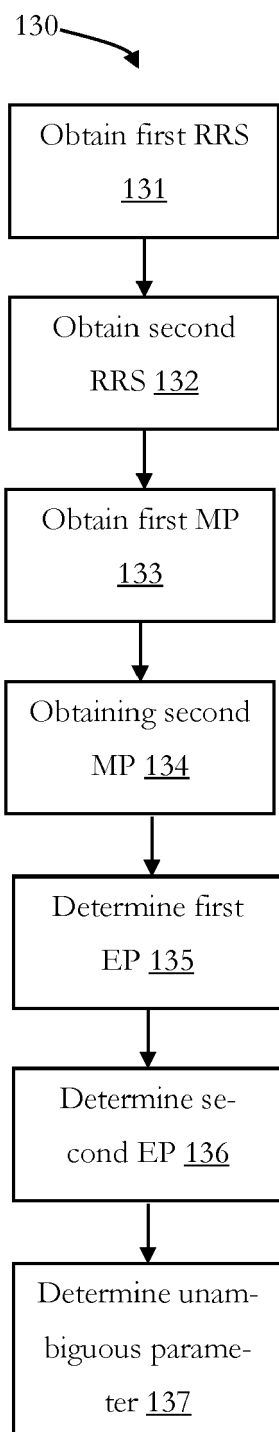 130
Obtain first RRS
131
Obtain second
RRS 132
Obtain first MP
133
Obtaining second
MP 134
Determine first
EP 135
Determine se-
cond EP 136
Determine unam-
biguous parame-
ter 137